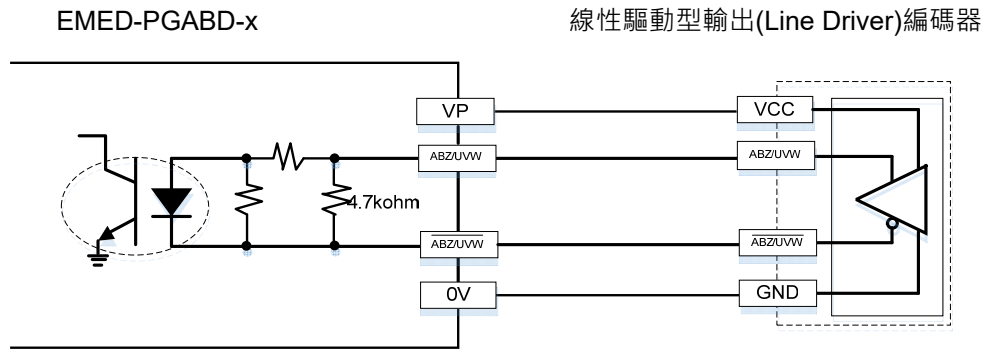 EMED-PGABD-x
線性驅動型輸出(Line Driver)編碼器
VP
VCC
ABZ/UVW
ABZ/UVW
4.7kohm
ABZ/UVW
ABZ/UVW
0V
GND